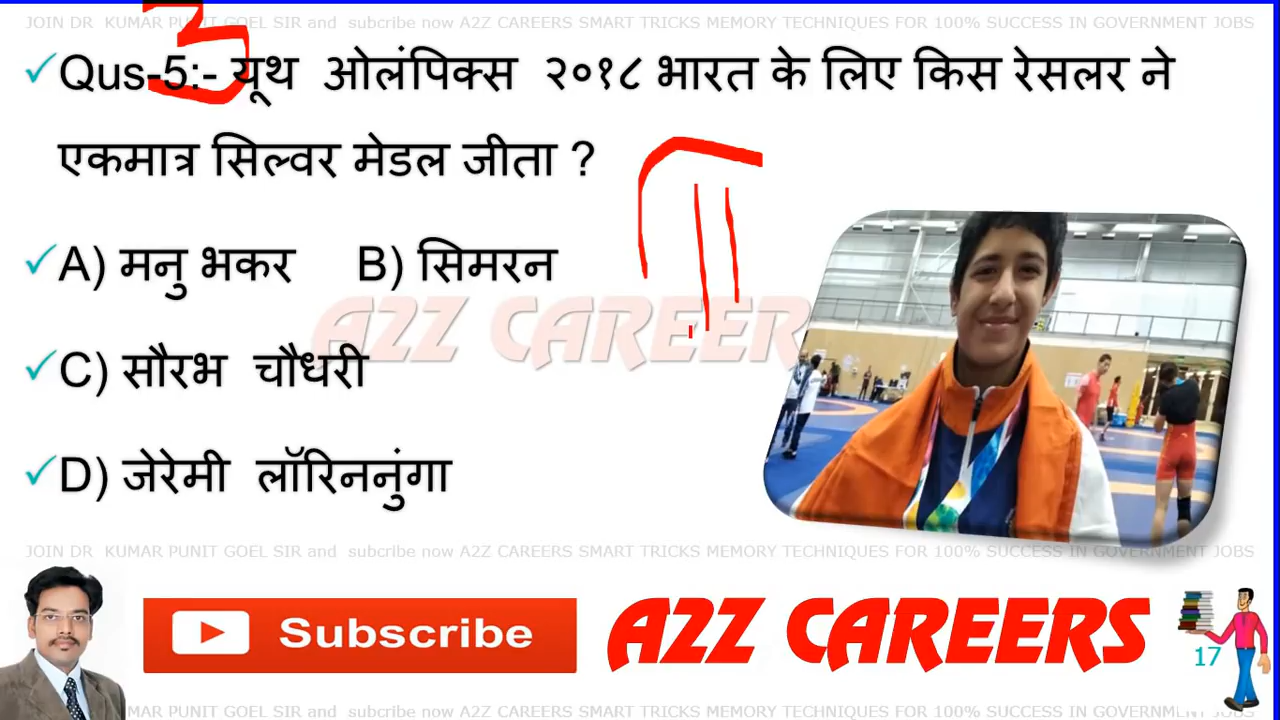 JOIN DR KUMAR PUNIT GOEL SIR and subcribe now A2Z CAREERS SMART TRICKS MEMORY TECHNIQUES FOR 100% SUCCESS IN GOVERNMENT JOBS
Qus-5:- यूथ ओलंपिक्स २०१८ भारत के लिए किस रेसलर ने
एकमात्र सिल्वर मेडल जीता ?
A) मनु भकर B) सिमरन
A2Z CAREER
C) सौरभ चौधरी
D) जेरेमी लॉरिननुंगा
JOIN DR KUMAR PUNIT GOEL SIR and subcribe now A2Z CAREERS SMART TRICKS MEMORY TECHNIQUES FOR 100% SUCCESS IN GOVERNMENT JOBS
Subscribe A2Z CAREERS
17
MAR PUNIT GOEL SIR and subcribe now A2Z CAREERS SMART TRICKS MEMORY TECHNIQUES FOR 100% SUCCESS IN GOVERNMENT JOBS